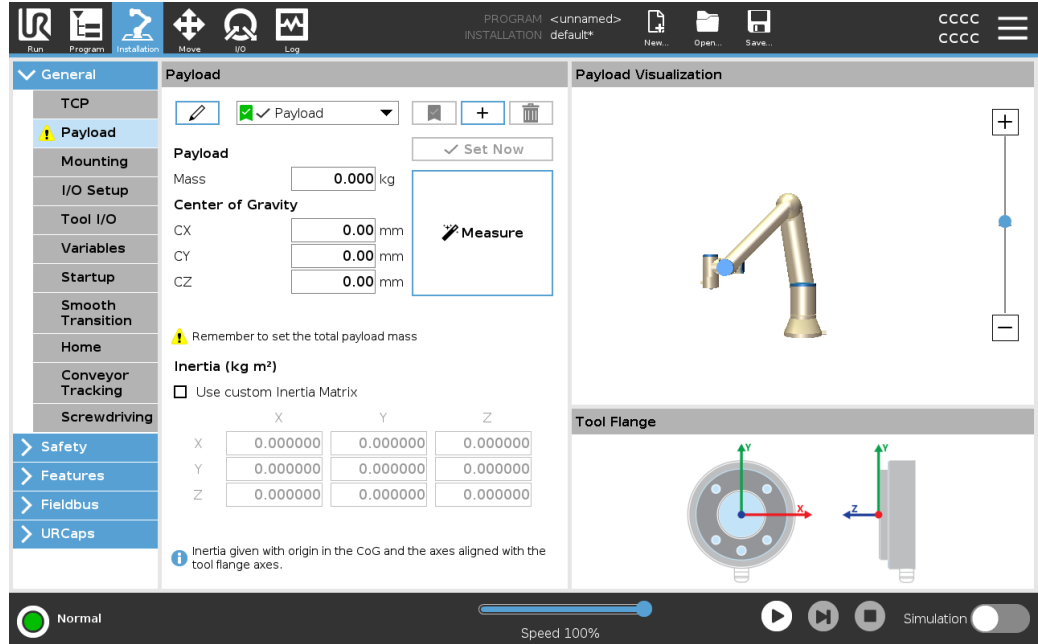 PROGRAM <unnamed>
INSTALLATION default*
CCCC
CCCC
Run
Program
Installation
Move
I/O
Log
New...
Open...
Save...
General
TCP
Payload
Mounting
I/O Setup
Tool I/O
Variables
Startup
Smooth
Transition
Home
Conveyor
Tracking
Screwdriving
Safety
Features
Fieldbus
URCaps
Payload
Payload
Set Now
Payload
Mass 0.000 kg
Center of Gravity
CX 0.00 mm
CY 0.00 mm
CZ 0.00 mm
Measure
Remember to set the total payload mass
Inertia (kg m²)
Use custom Inertia Matrix
X Y Z
X 0.000000 0.000000 0.000000
Y 0.000000 0.000000 0.000000
Z 0.000000 0.000000 0.000000
Inertia given with origin in the CoG and the axes aligned with the
tool flange axes.
Payload Visualization
Tool Flange
Y
X
Y
Z
Normal
Speed 100%
Simulation